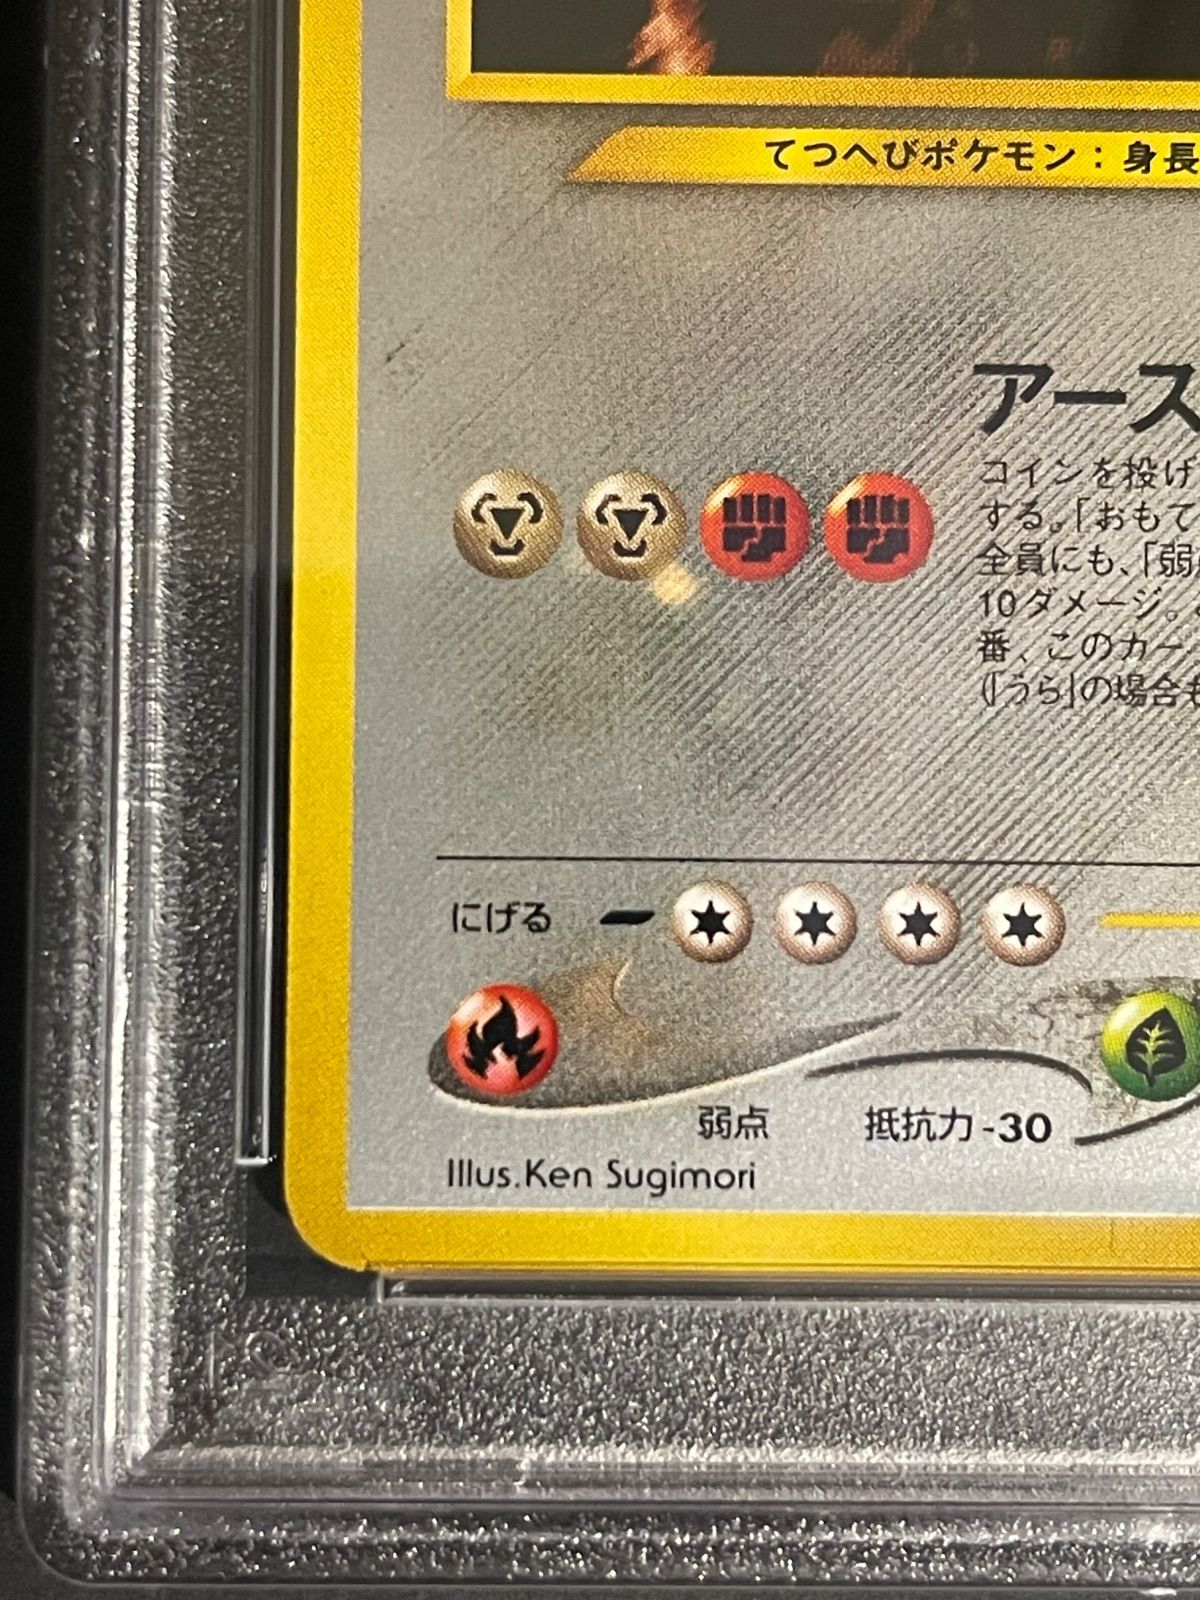 てつへびポケモン：身長
アース
コインを投げ
する。「おもて
全員にも、「弱
10ダメージ。
番、このカー
(「うら」の場合も
にげる
弱点
抵抗力 -30
Illus.Ken Sugimori